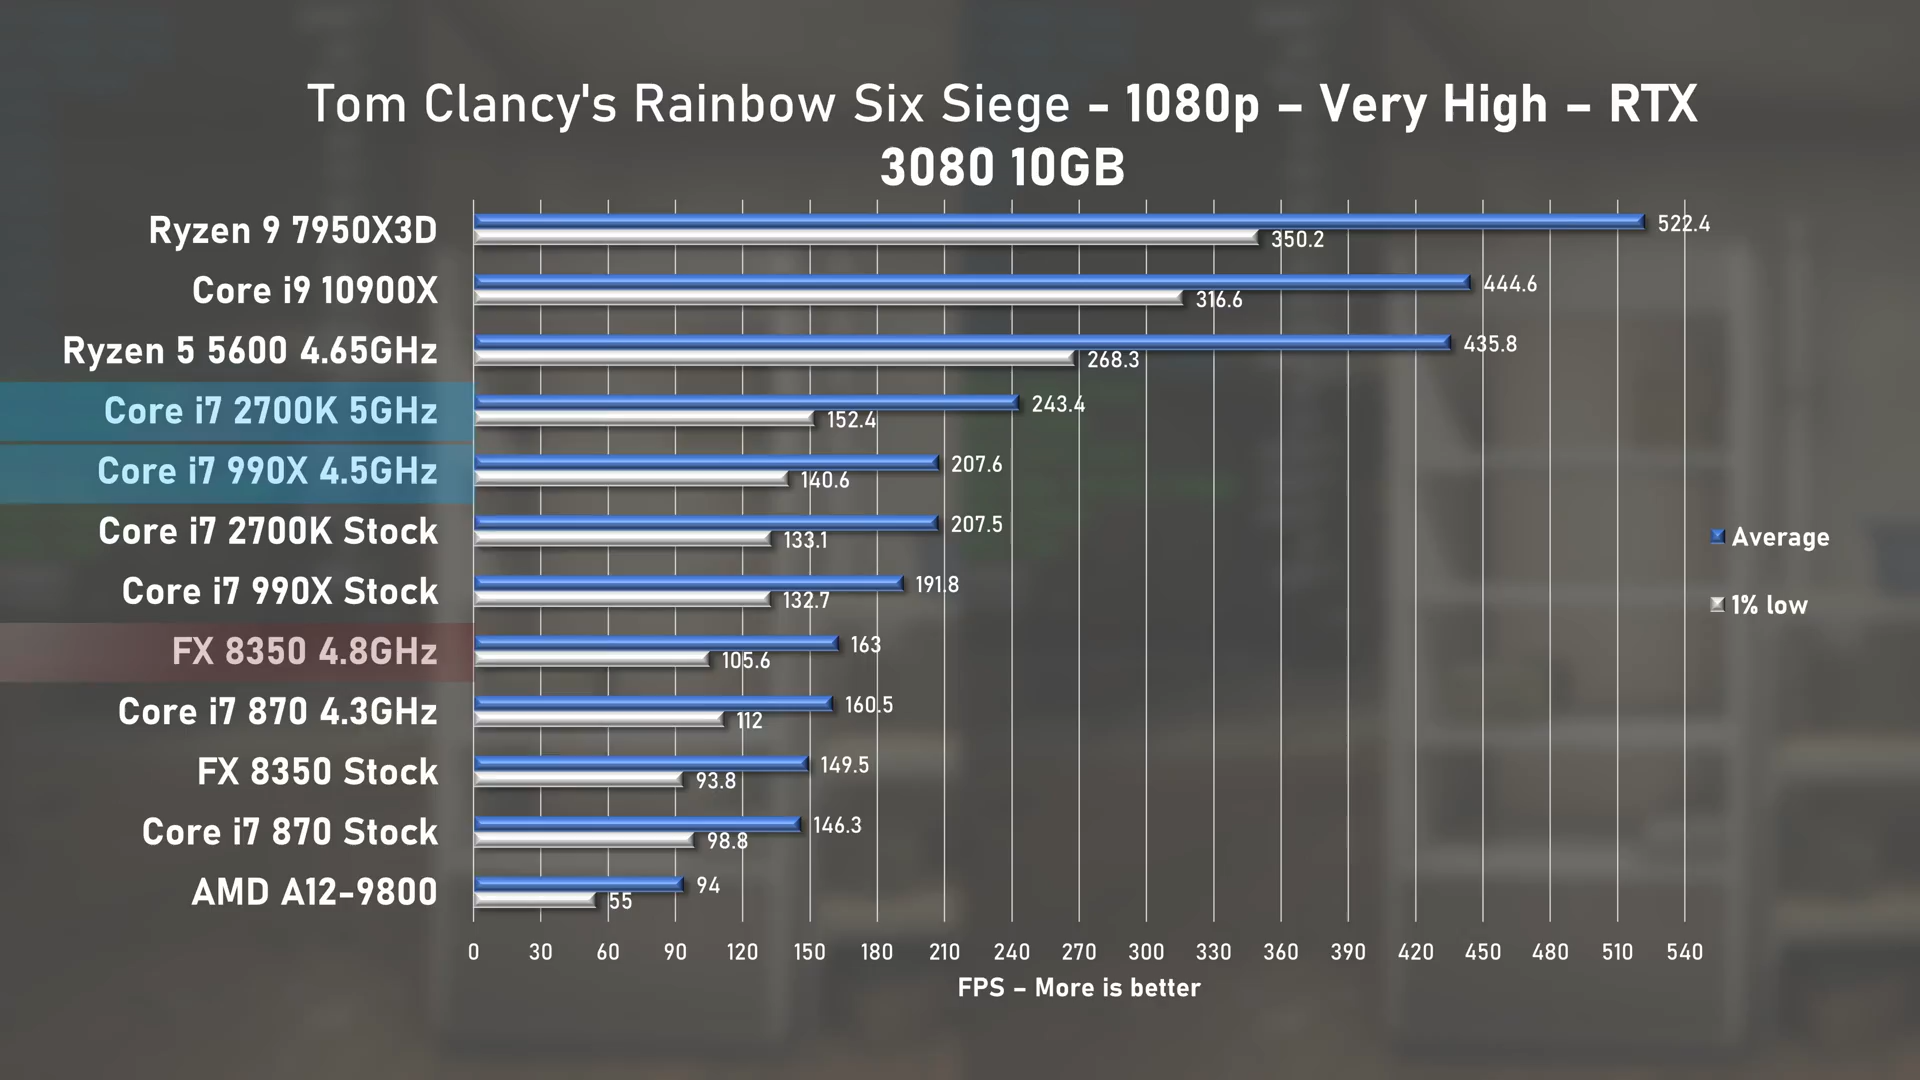 Tom Clancy's Rainbow Six Siege - 1080p – Very High – RTX
3080 10GB
Ryzen 9 7950X3D 522.4
350.2
Core i9 10900X 444.6
316.6
Ryzen 5 5600 4.65GHz 435.8
268.3
Core i7 2700K 5GHz 243.4
152.4
Core i7 990X 4.5GHz 207.6
140.6
Core i7 2700K Stock 207.5
133.1
Core i7 990X Stock 191.8
132.7
FX 8350 4.8GHz 163
105.6
Core i7 870 4.3GHz 160.5
112
FX 8350 Stock 149.5
93.8
Core i7 870 Stock 146.3
98.8
AMD A12-9800 94
55
Average
1% low
0 30 60 90 120 150 180 210 240 270 300 330 360 390 420 450 480 510 540
FPS – More is better